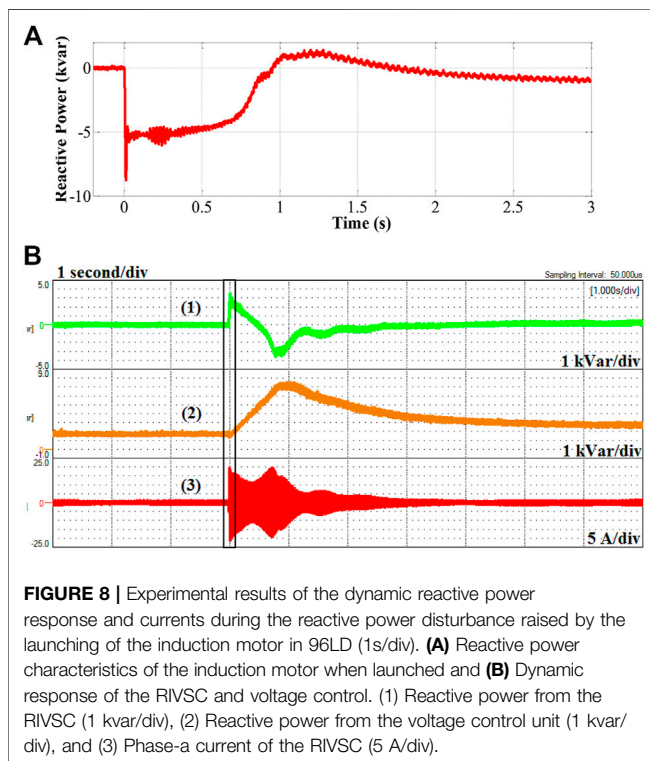 A
Reactive Power (kvar)
0
-5
-10
0
0.5
1
1.5
2
2.5
3
Time (s)
B
1 second/div
Sampling Interval: 50.000us
5.0
(1)
[1.000s/div]
0
ır]
-5.0
1 kVar/div
9.0
(2)
ır]
0
-1.0
1 kVar/div
25.0
(3)
0
-25.0
5 A/div
FIGURE 8 | Experimental results of the dynamic reactive power
response and currents during the reactive power disturbance raised by the
launching of the induction motor in 96LD (1s/div). (A) Reactive power
characteristics of the induction motor when launched and (B) Dynamic
response of the RIVSC and voltage control. (1) Reactive power from the
RIVSC (1 kvar/div), (2) Reactive power from the voltage control unit (1 kvar/
div), and (3) Phase-a current of the RIVSC (5 A/div).